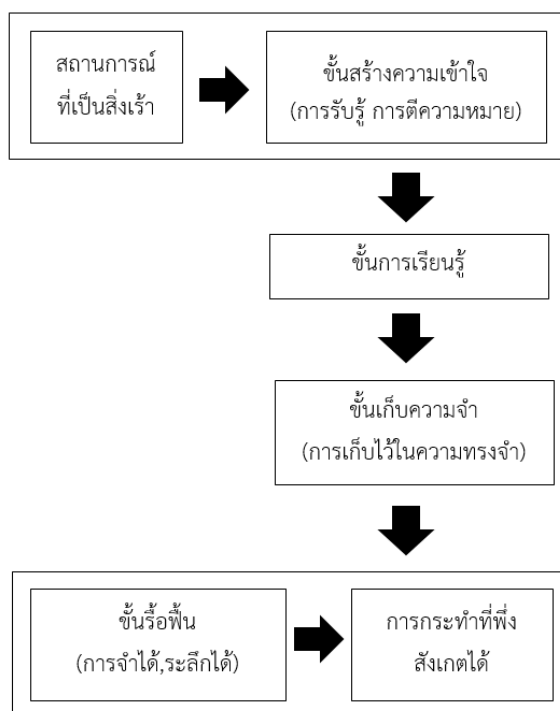 สถานการณ์
ที่เป็นสิ่งเร้า
ขั้นสร้างความเข้าใจ
(การรับรู้ การตีความหมาย)
ขั้นการเรียนรู้
ขั้นเก็บความจำ
(การเก็บไว้ในความทรงจำ)
ขั้นรื้อฟื้น
(การจำได้,ระลึกได้)
การกระทำที่พึ่ง
สังเกตได้